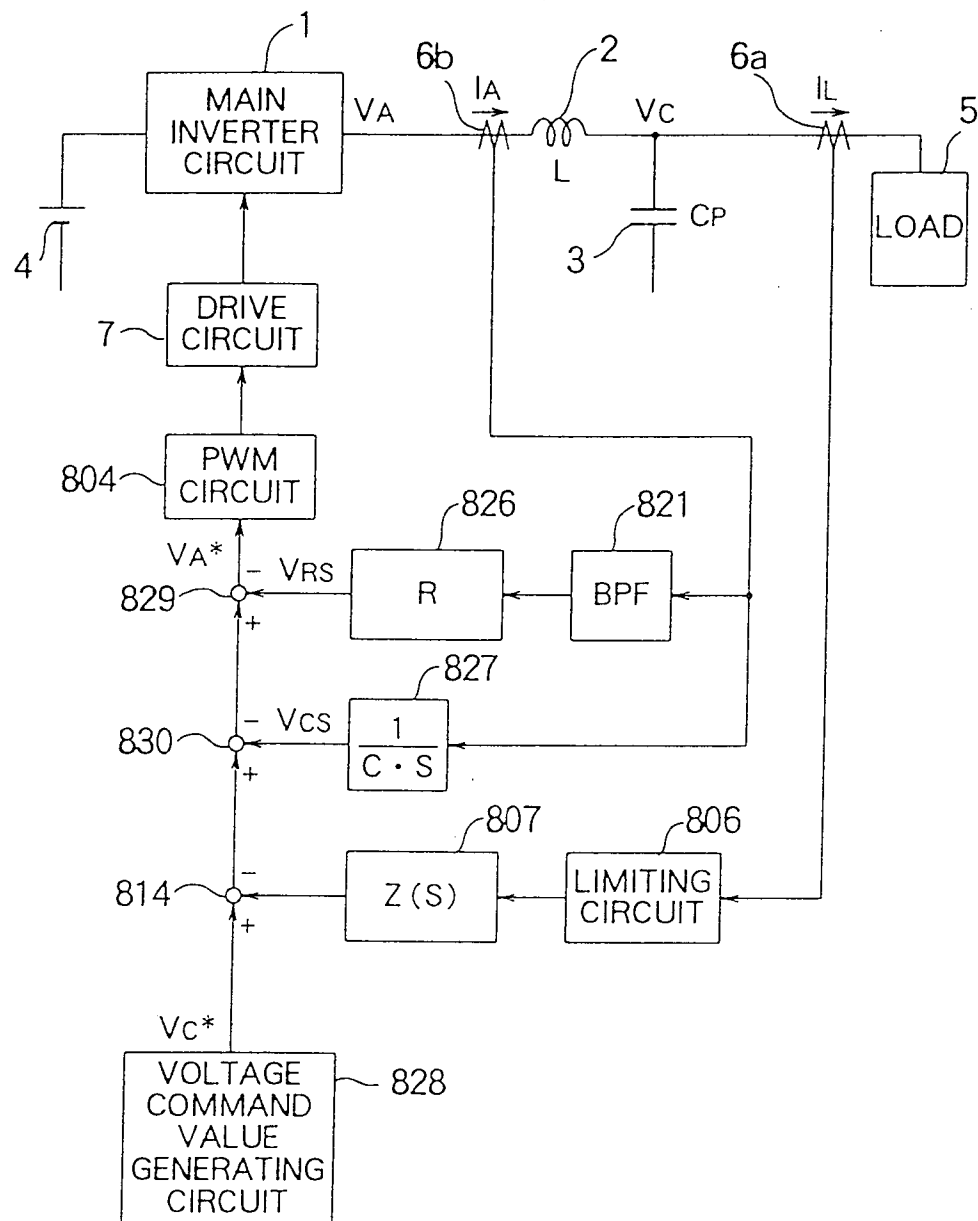 1
6b
IA
2
6a
IL
MAIN
INVERTER
CIRCUIT
VA
VC
5
L
LOAD
4
3
CP
7
DRIVE
CIRCUIT
804
PWM
CIRCUIT
826
821
VA*
-
VRS
R
BPF
829
+
827
-
VCS
1
C · S
830
+
807
806
-
Z(S)
LIMITING
CIRCUIT
814
+
VC*
VOLTAGE
COMMAND
VALUE
GENERATING
CIRCUIT
828